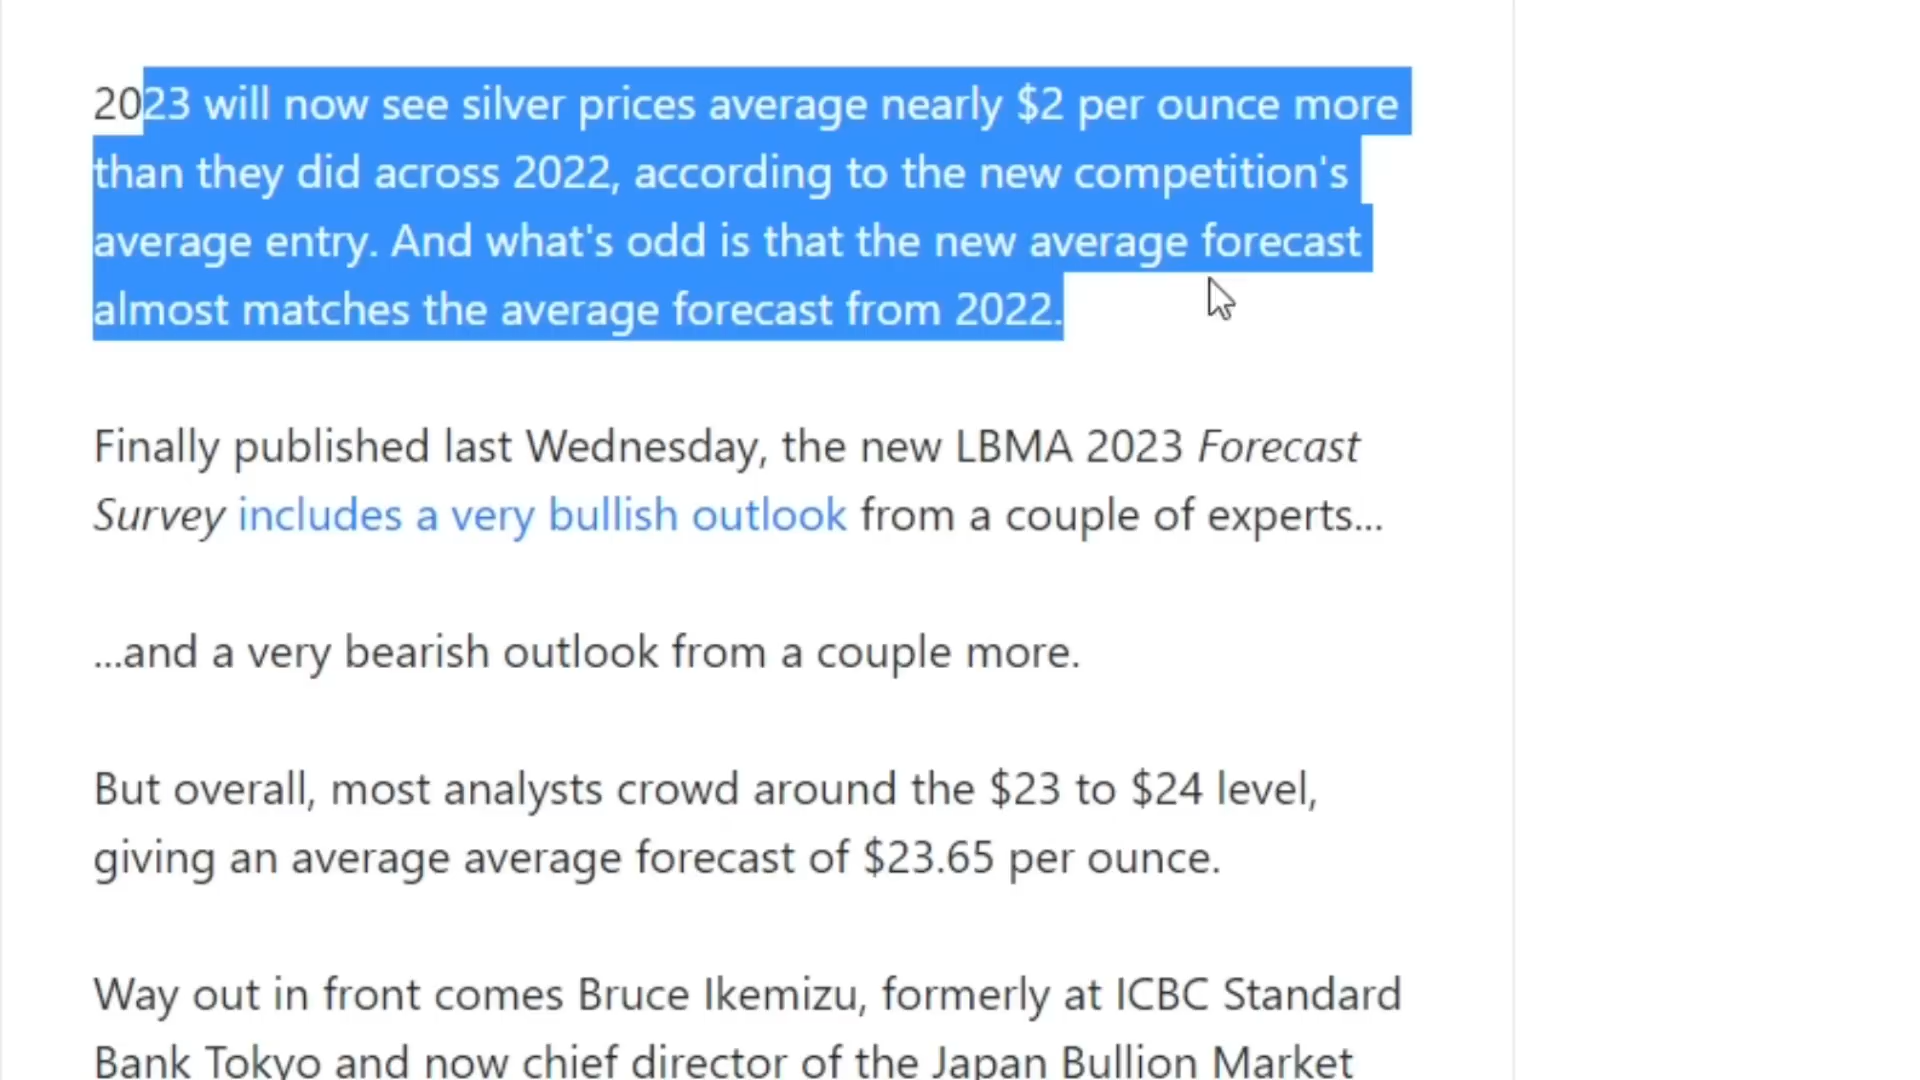 2023 will now see silver prices average nearly $2 per ounce more
than they did across 2022, according to the new competition's
average entry. And what's odd is that the new average forecast
almost matches the average forecast from 2022.
Finally published last Wednesday, the new LBMA 2023 Forecast
Survey includes a very bullish outlook from a couple of experts...
...and a very bearish outlook from a couple more.
But overall, most analysts crowd around the $23 to $24 level,
giving an average average forecast of $23.65 per ounce.
Way out in front comes Bruce Ikemizu, formerly at ICBC Standard
Bank Tokyo and now chief director of the Japan Bullion Market